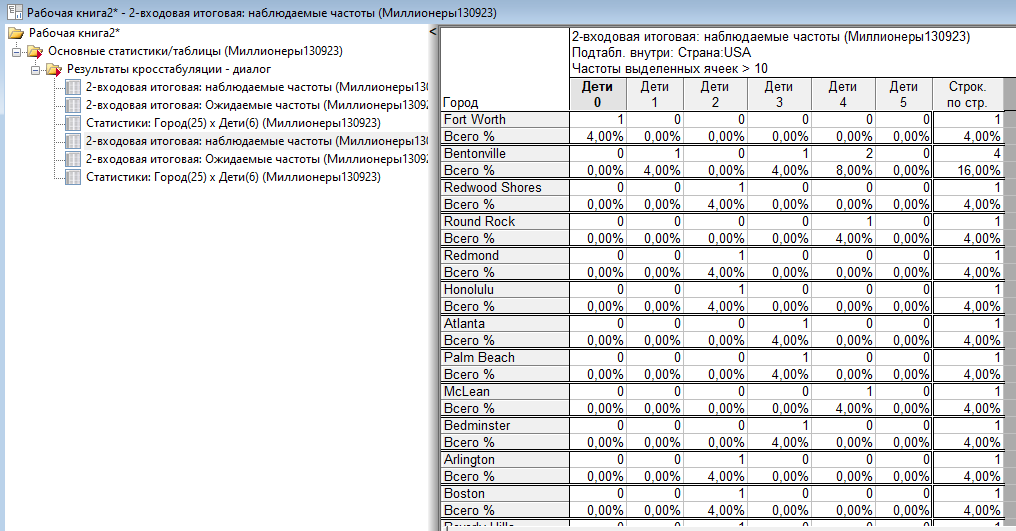 Рабочая книга2* - 2-входовая итоговая: наблюдаемые частоты (Миллионеры130923)
Рабочая книга2*
Основные статистики/таблицы (Миллионеры130923)
Результаты кросстабуляции - диалог
2-входовая итоговая: наблюдаемые частоты (Миллионеры130
2-входовая итоговая: Ожидаемые частоты (Миллионеры13092
Статистики: Город(25) x Дети(6) (Миллионеры130923)
2-входовая итоговая: наблюдаемые частоты (Миллионеры130
2-входовая итоговая: Ожидаемые частоты (Миллионеры13092
Статистики: Город(25) x Дети(6) (Миллионеры130923)
<
2-входовая итоговая: наблюдаемые частоты (Миллионеры130923)
Подтабл. внутри: Страна:USA
Частоты выделенных ячеек > 10
Дети Дети Дети Дети Дети Дети Строк.
Город 0 1 2 3 4 5 по стр.
Fort Worth 1 0 0 0 0 0 1
Всего % 4,00% 0,00% 0,00% 0,00% 0,00% 0,00% 4,00%
Bentonville 0 1 0 1 2 0 4
Всего % 0,00% 4,00% 0,00% 4,00% 8,00% 0,00% 16,00%
Redwood Shores 0 0 1 0 0 0 1
Всего % 0,00% 0,00% 4,00% 0,00% 0,00% 0,00% 4,00%
Round Rock 0 0 0 0 1 0 1
Всего % 0,00% 0,00% 0,00% 0,00% 4,00% 0,00% 4,00%
Redmond 0 0 1 0 0 0 1
Всего % 0,00% 0,00% 4,00% 0,00% 0,00% 0,00% 4,00%
Honolulu 0 0 1 0 0 0 1
Всего % 0,00% 0,00% 4,00% 0,00% 0,00% 0,00% 4,00%
Atlanta 0 0 0 1 0 0 1
Всего % 0,00% 0,00% 0,00% 4,00% 0,00% 0,00% 4,00%
Palm Beach 0 0 0 1 0 0 1
Всего % 0,00% 0,00% 0,00% 4,00% 0,00% 0,00% 4,00%
McLean 0 0 0 0 1 0 1
Всего % 0,00% 0,00% 0,00% 0,00% 4,00% 0,00% 4,00%
Bedminster 0 0 0 1 0 0 1
Всего % 0,00% 0,00% 0,00% 4,00% 0,00% 0,00% 4,00%
Arlington 0 0 1 0 0 0 1
Всего % 0,00% 0,00% 4,00% 0,00% 0,00% 0,00% 4,00%
Boston 0 0 1 0 0 0 1
Всего % 0,00% 0,00% 4,00% 0,00% 0,00% 0,00% 4,00%